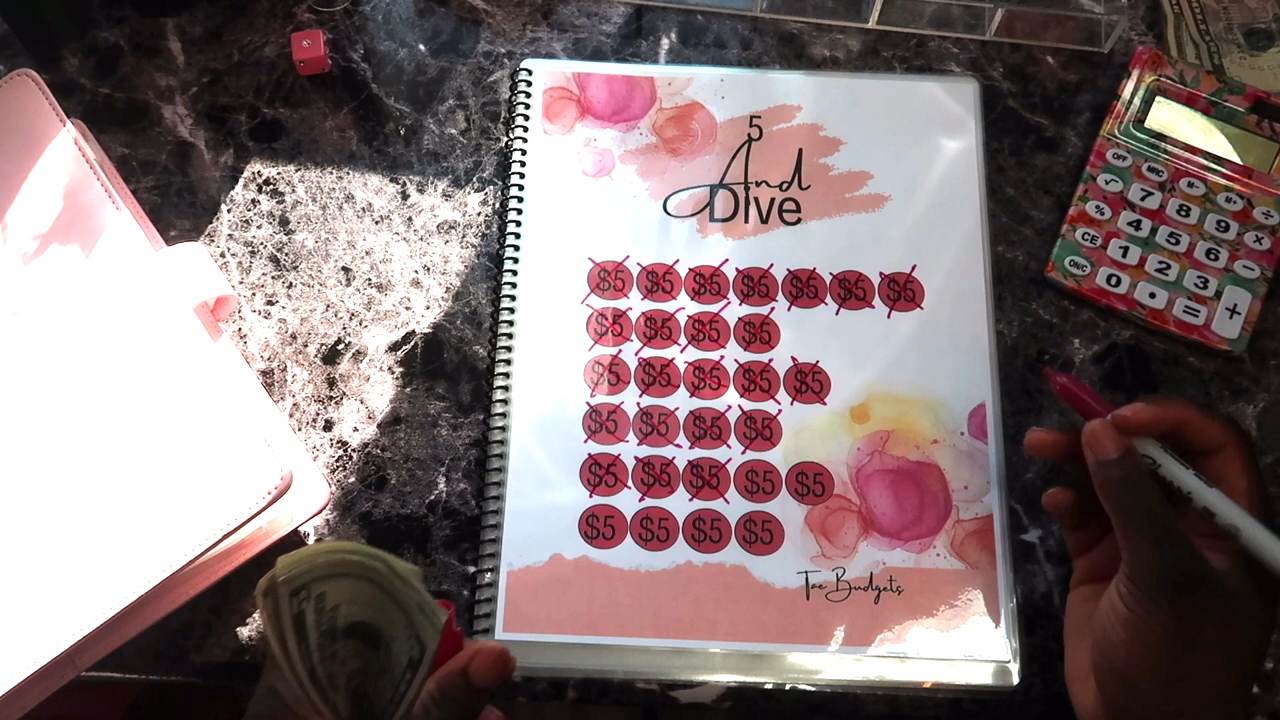 5
And
Dive
$5 $5 $5 $5 $5 $5 $5
$5 $5 $5 $5
$5 $5 $5 $5 $5
$5 $5 $5 $5
$5 $5 $5 $5 $5
$5 $5 $5 $5
Tae Budgets
OFF MRC M- M+ ÷
√ 7 8 9 ×
% 4 5 6 −
CE 1 2 3 +
ON/C 0 . =